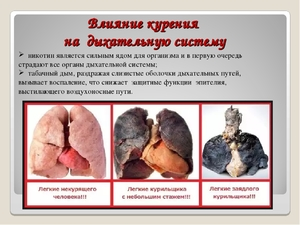 Влияние курения
на дыхательную систему
➢ никотин является сильным ядом для организма и в первую очередь
страдают все органы дыхательной системы;
➢ табачный дым, раздражая слизистые оболочки дыхательных путей,
вызывает воспаление, что снижает защитные функции эпителия,
выстилающего воздухоносные пути.
Легкие некурящего
человека!!!
Легкие курильщика
с небольшим стажем!!!
Легкие заядлого
курильщика!!!